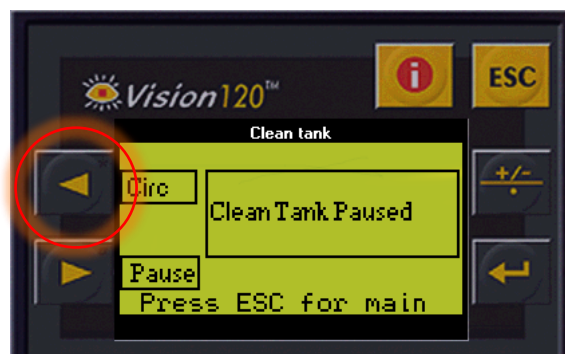 ESC
Vision120™
Clean tank
Circ
Clean Tank Paused
+/-
Pause
Press ESC for main